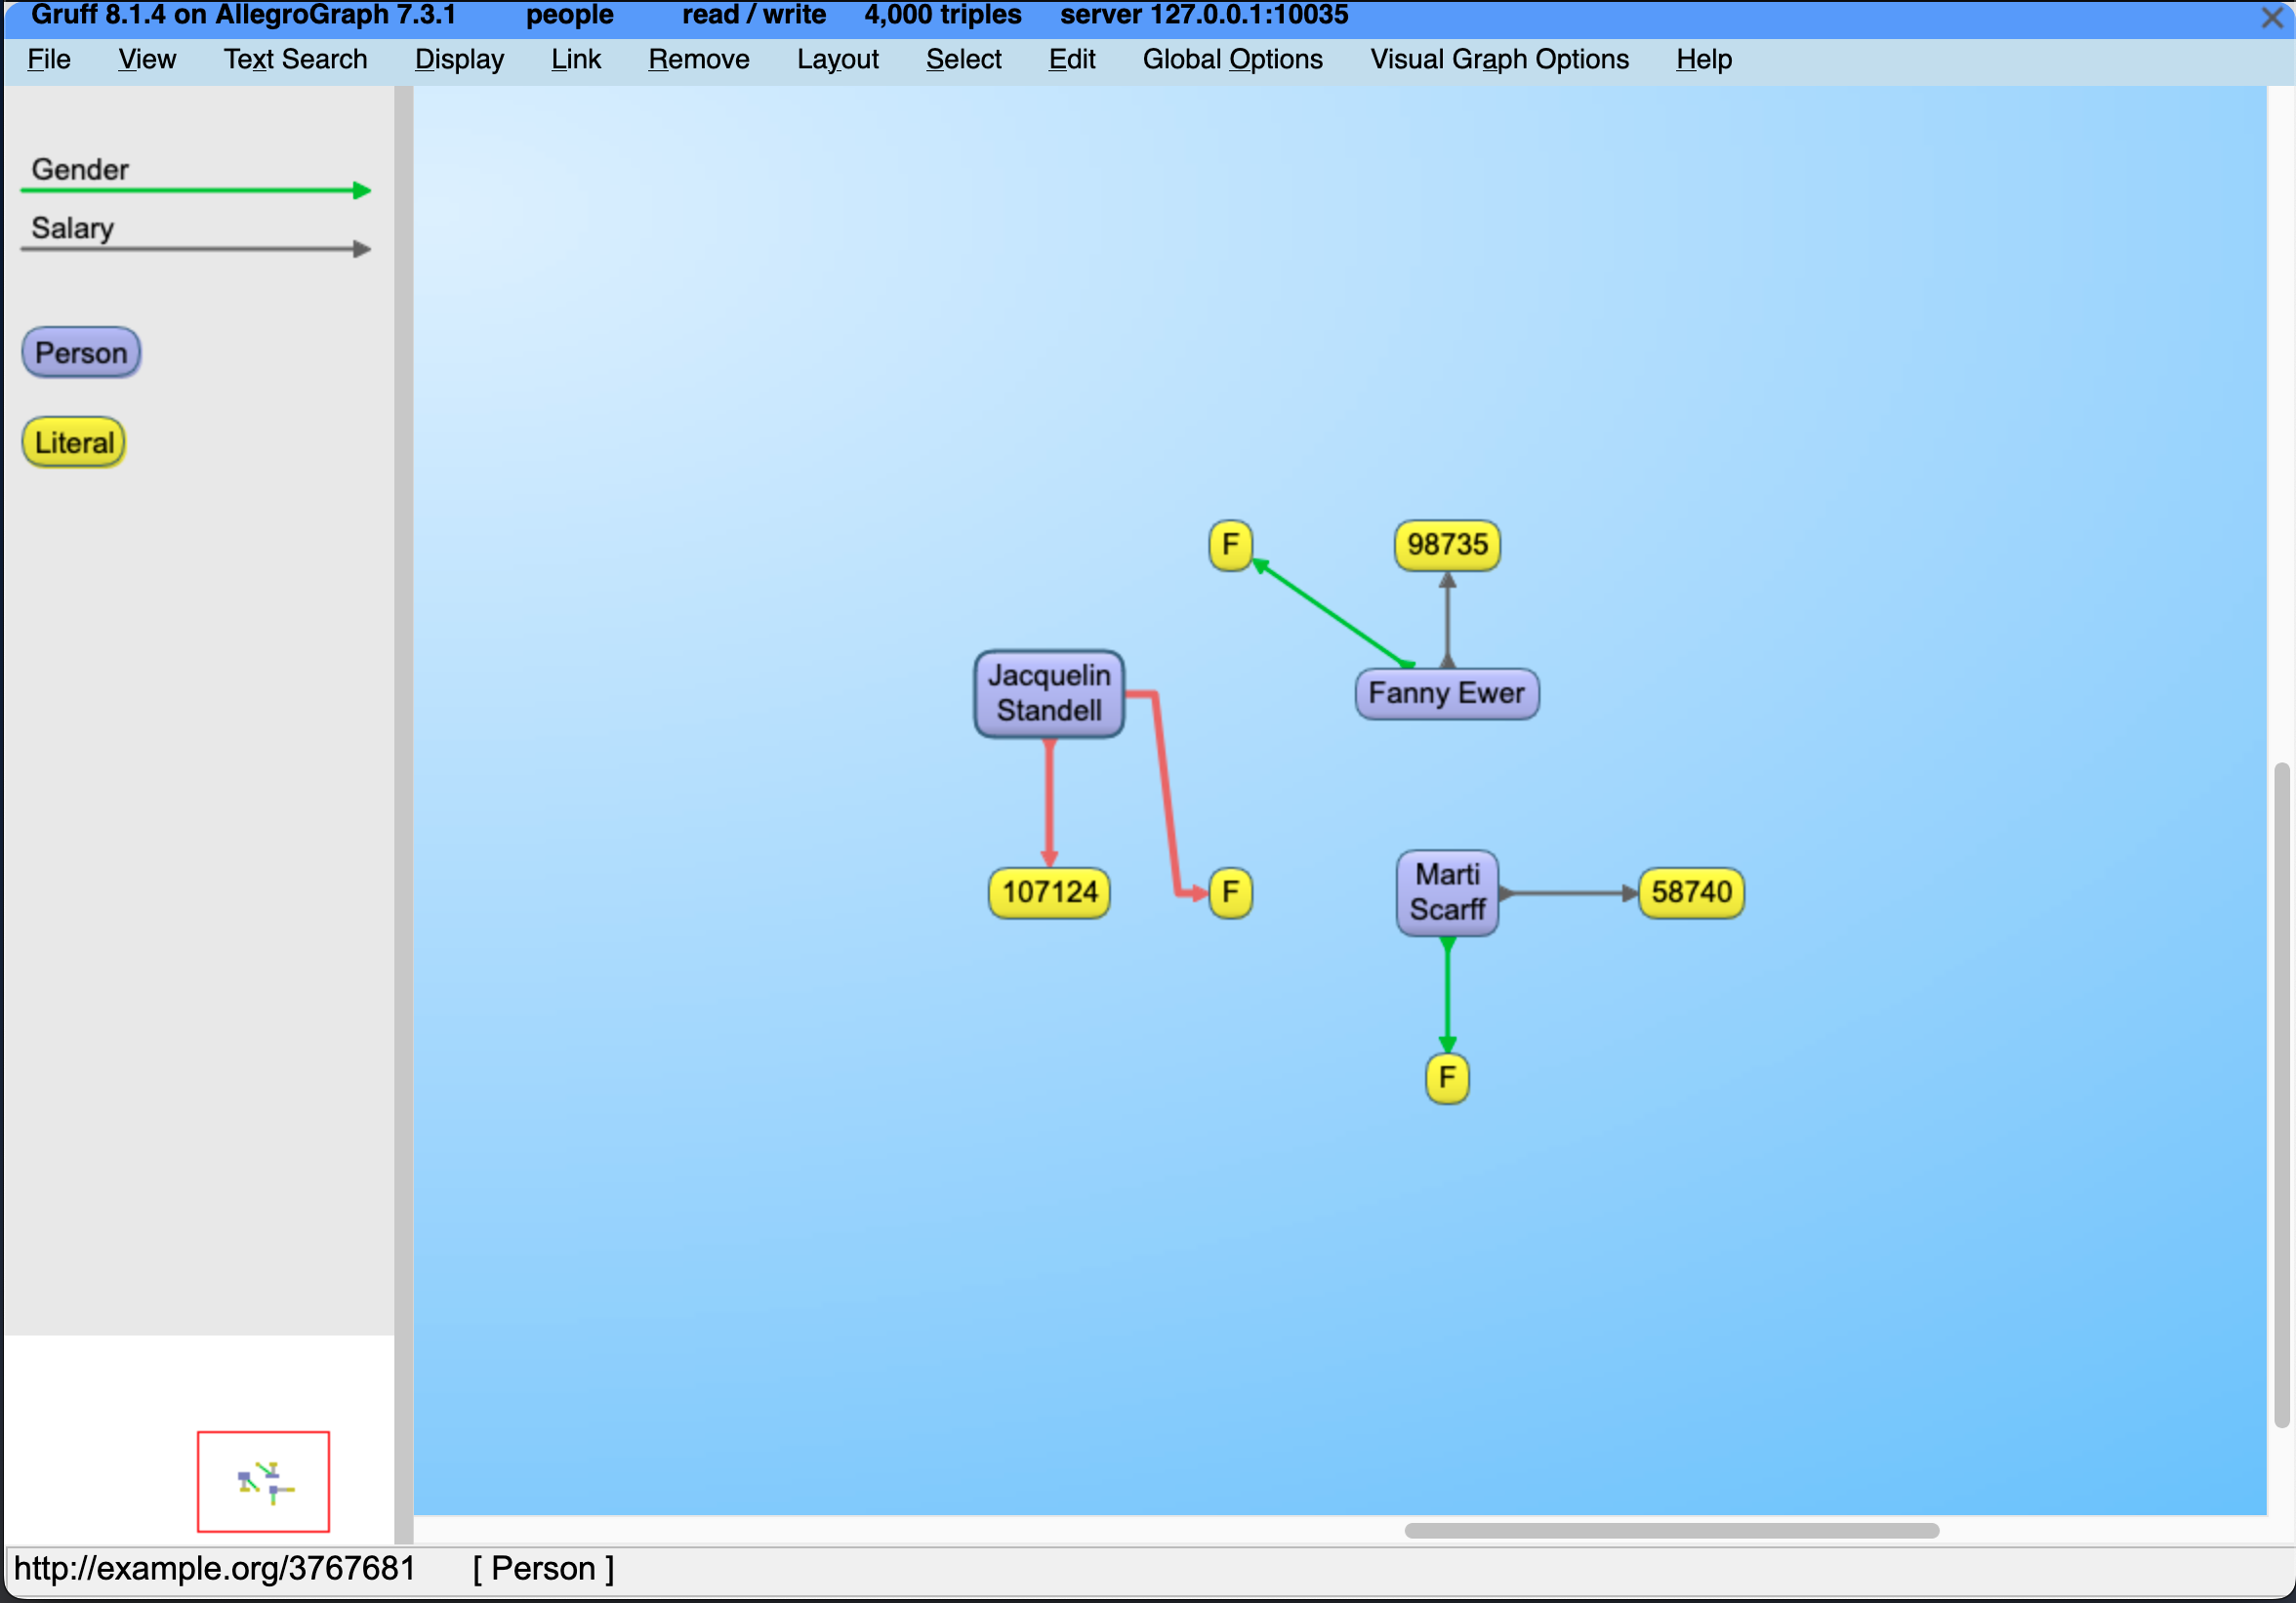 Gruff 8.1.4 on AllegroGraph 7.3.1 people read / write 4,000 triples server 127.0.0.1:10035
File View Text Search Display Link Remove Layout Select Edit Global Options Visual Graph Options Help
Gender
Salary
Person
Literal
F
98735
Jacquelin
Standell
Fanny Ewer
107124
F
Marti
Scarff
58740
F
http://example.org/3767681 [ Person ]